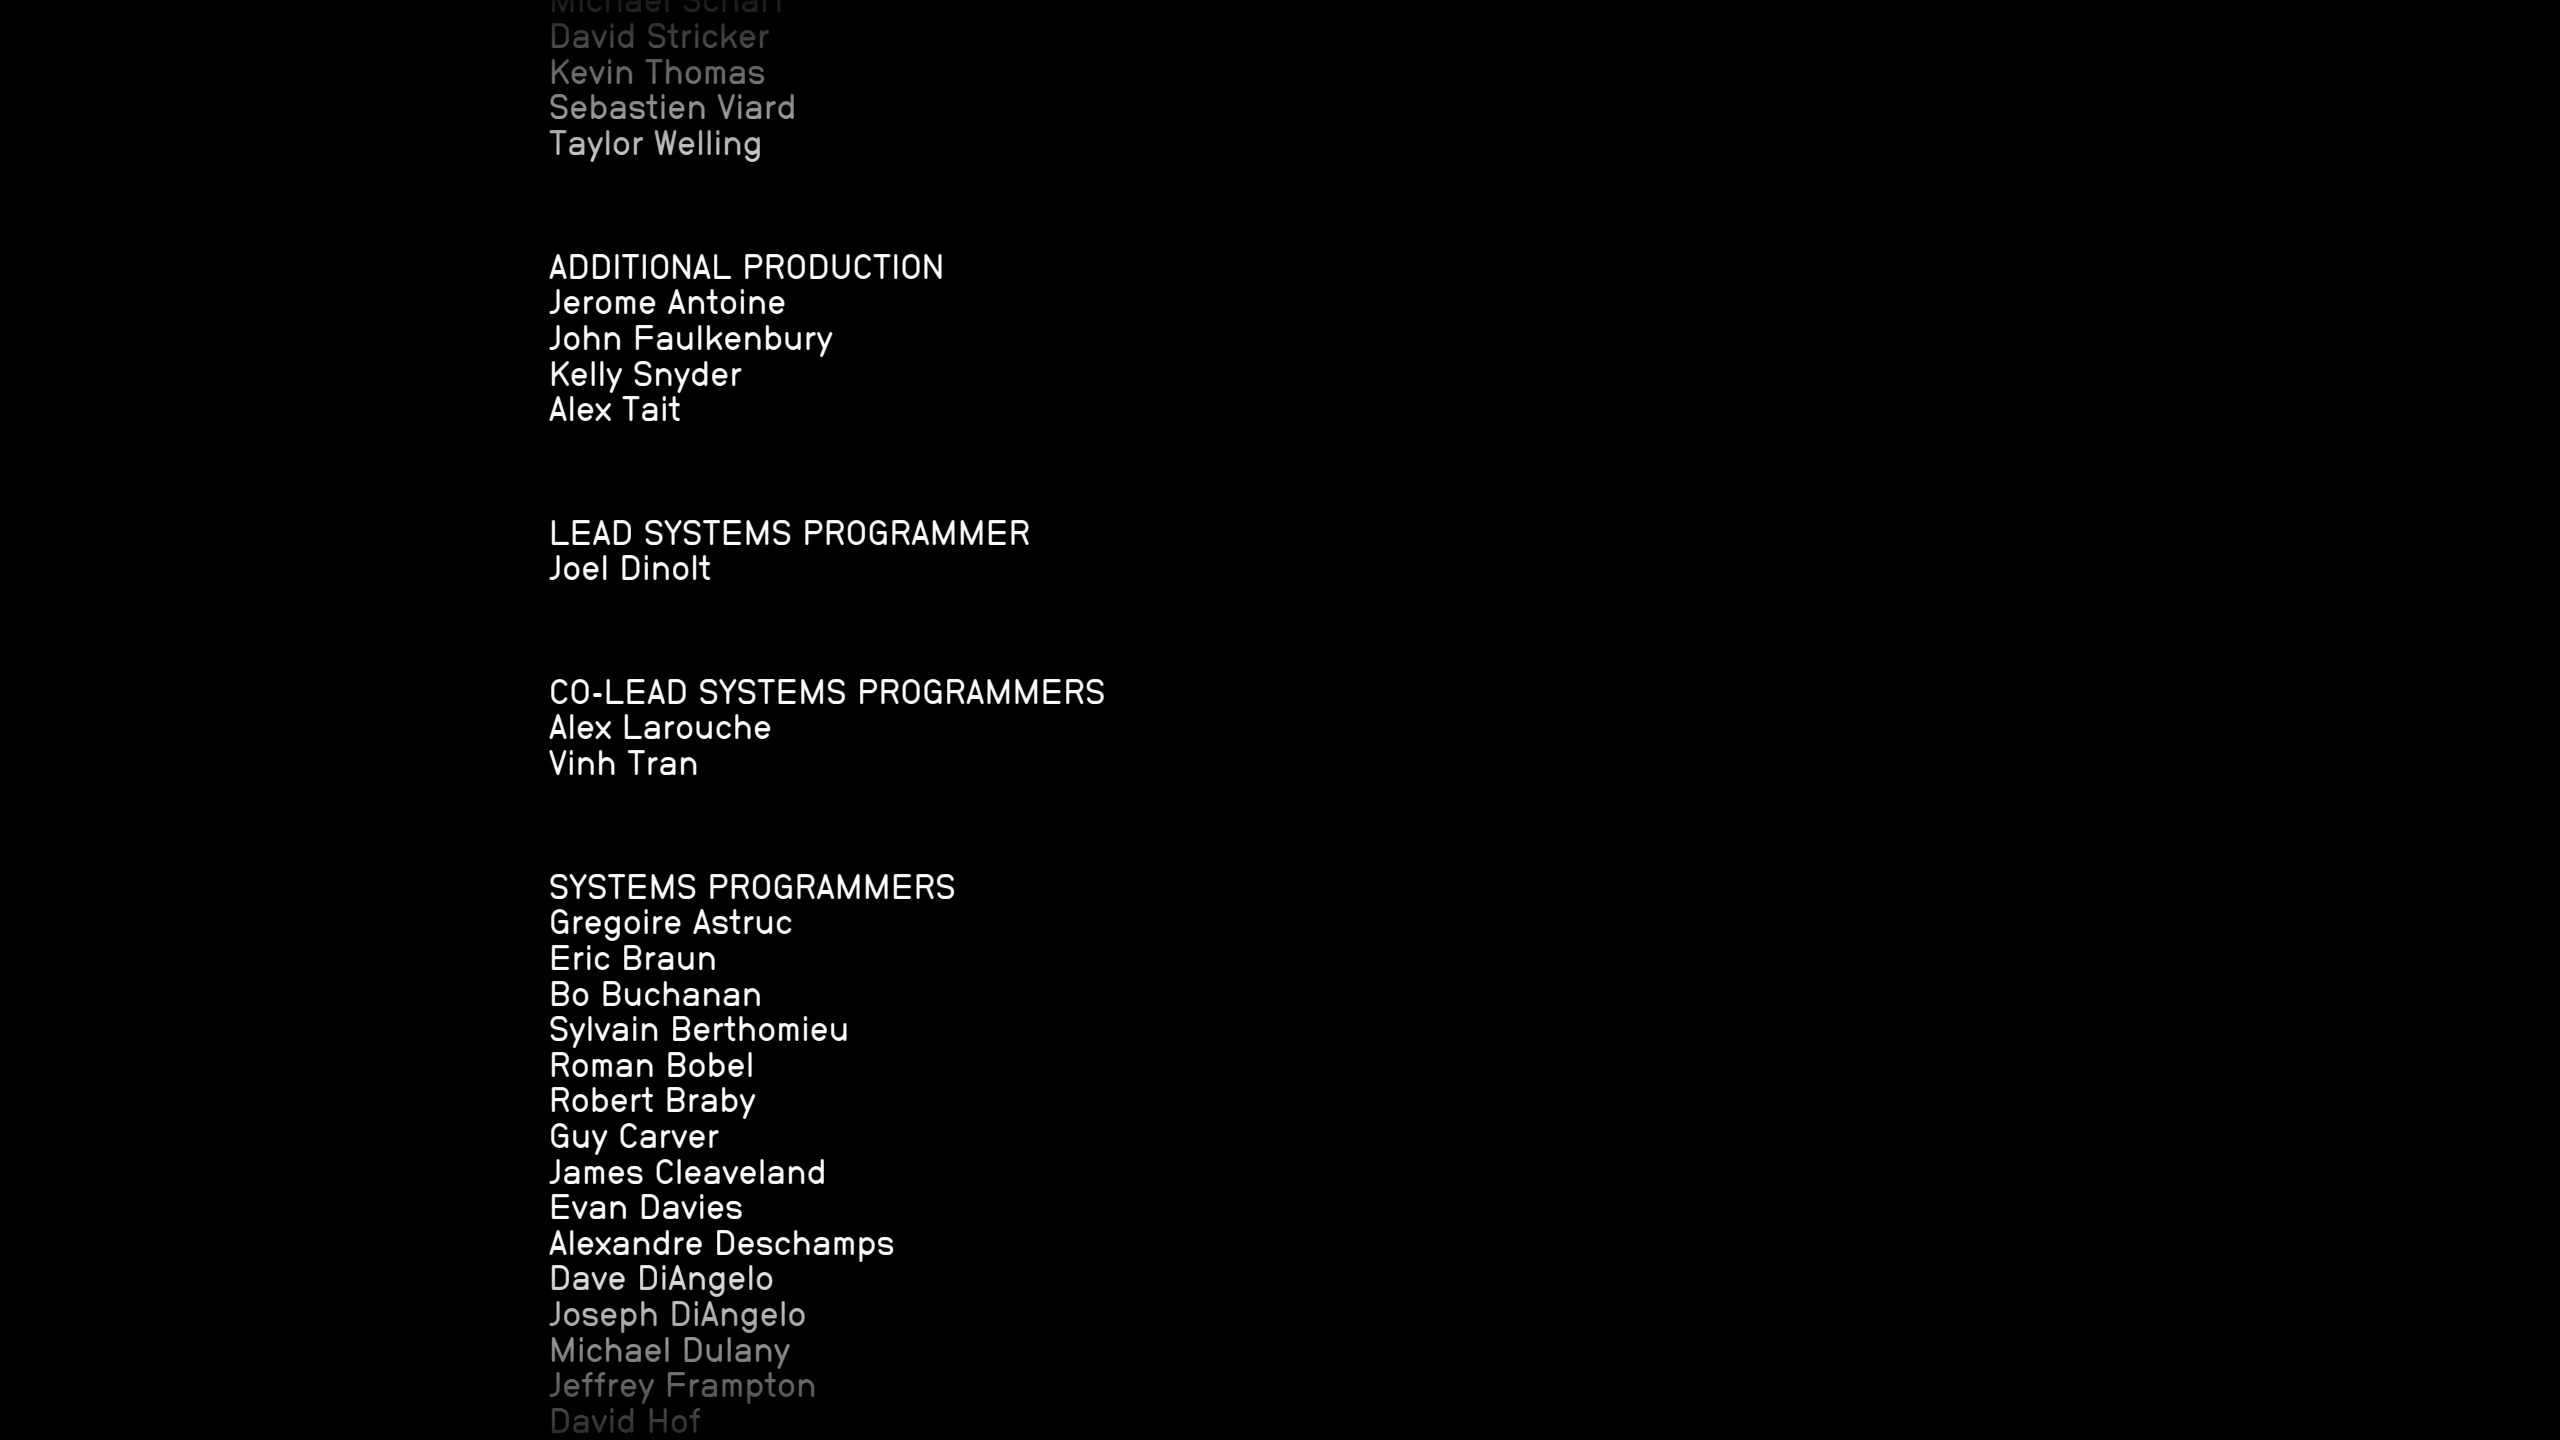 Michael Scharf
David Stricker
Kevin Thomas
Sebastien Viard
Taylor Welling
ADDITIONAL PRODUCTION
Jerome Antoine
John Faulkenbury
Kelly Snyder
Alex Tait
LEAD SYSTEMS PROGRAMMER
Joel Dinolt
CO-LEAD SYSTEMS PROGRAMMERS
Alex Larouche
Vinh Tran
SYSTEMS PROGRAMMERS
Gregoire Astruc
Eric Braun
Bo Buchanan
Sylvain Berthomieu
Roman Bobel
Robert Braby
Guy Carver
James Cleaveland
Evan Davies
Alexandre Deschamps
Dave DiAngelo
Joseph DiAngelo
Michael Dulany
Jeffrey Frampton
David Hof